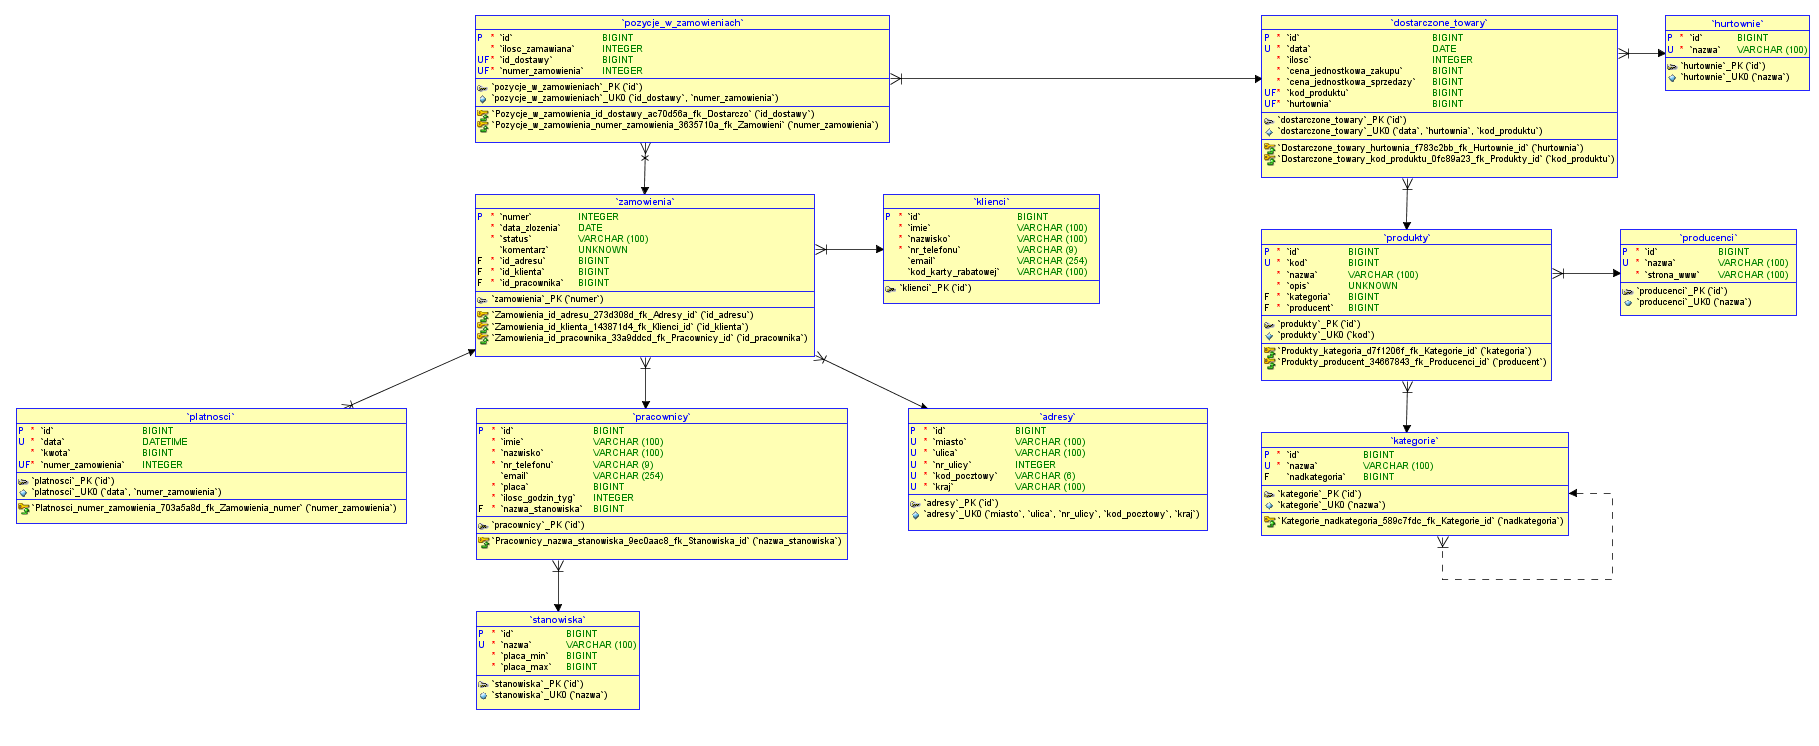 `pozycje_w_zamowieniach`
P * `id` BIGINT
* `ilosc_zamawiana` INTEGER
UF* `id_dostawy` BIGINT
UF* `numer_zamowienia` INTEGER
`pozycje_w_zamowieniach`_PK (`id`)
`pozycje_w_zamowieniach`_UK0 (`id_dostawy`, `numer_zamowienia`)
`Pozycje_w_zamowienia_id_dostawy_ac70d56a_fk_Dostarczo` (`id_dostawy`)
`Pozycje_w_zamowienia_numer_zamowienia_3635710a_fk_Zamowieni` (`numer_zamowienia`)
`dostarczone_towary`
P * `id` BIGINT
U * `data` DATE
* `ilosc` INTEGER
* `cena_jednostkowa_zakupu` BIGINT
* `cena_jednostkowa_sprzedazy` BIGINT
UF* `kod_produktu` BIGINT
UF* `hurtownia` BIGINT
`dostarczone_towary`_PK (`id`)
`dostarczone_towary`_UK0 (`data`, `hurtownia`, `kod_produktu`)
`Dostarczone_towary_hurtownia_f783c2bb_fk_Hurtownie_id` (`hurtownia`)
`Dostarczone_towary_kod_produktu_0fc89a23_fk_Produkty_id` (`kod_produktu`)
`hurtownie`
P * `id` BIGINT
U * `nazwa` VARCHAR (100)
`hurtownie`_PK (`id`)
`hurtownie`_UK0 (`nazwa`)
`zamowienia`
P * `numer` INTEGER
* `data_zlozenia` DATE
* `status` VARCHAR (100)
`komentarz` UNKNOWN
F * `id_adresu` BIGINT
F * `id_klienta` BIGINT
F * `id_pracownika` BIGINT
`zamowienia`_PK (`numer`)
`Zamowienia_id_adresu_273d308d_fk_Adresy_id` (`id_adresu`)
`Zamowienia_id_klienta_143871d4_fk_Klienci_id` (`id_klienta`)
`Zamowienia_id_pracownika_33a9ddcd_fk_Pracownicy_id` (`id_pracownika`)
`klienci`
P * `id` BIGINT
* `imie` VARCHAR (100)
* `nazwisko` VARCHAR (100)
* `nr_telefonu` VARCHAR (9)
`email` VARCHAR (254)
`kod_karty_rabatowej` VARCHAR (100)
`klienci`_PK (`id`)
`produkty`
P * `id` BIGINT
U * `kod` BIGINT
* `nazwa` VARCHAR (100)
* `opis` UNKNOWN
F * `kategoria` BIGINT
F * `producent` BIGINT
`produkty`_PK (`id`)
`produkty`_UK0 (`kod`)
`Produkty_kategoria_d7f1206f_fk_Kategorie_id` (`kategoria`)
`Produkty_producent_34667843_fk_Producenci_id` (`producent`)
`producenci`
P * `id` BIGINT
U * `nazwa` VARCHAR (100)
* `strona_www` VARCHAR (100)
`producenci`_PK (`id`)
`producenci`_UK0 (`nazwa`)
`platnosci`
P * `id` BIGINT
U * `data` DATETIME
* `kwota` BIGINT
UF* `numer_zamowienia` INTEGER
`platnosci`_PK (`id`)
`platnosci`_UK0 (`data`, `numer_zamowienia`)
`Platnosci_numer_zamowienia_703a5a8d_fk_Zamowienia_numer` (`numer_zamowienia`)
`pracownicy`
P * `id` BIGINT
* `imie` VARCHAR (100)
* `nazwisko` VARCHAR (100)
* `nr_telefonu` VARCHAR (9)
`email` VARCHAR (254)
* `placa` BIGINT
* `ilosc_godzin_tyg` INTEGER
F * `nazwa_stanowiska` BIGINT
`pracownicy`_PK (`id`)
`Pracownicy_nazwa_stanowiska_9ec0aac8_fk_Stanowiska_id` (`nazwa_stanowiska`)
`adresy`
P * `id` BIGINT
U * `miasto` VARCHAR (100)
U * `ulica` VARCHAR (100)
U * `nr_ulicy` INTEGER
U * `kod_pocztowy` VARCHAR (6)
U * `kraj` VARCHAR (100)
`adresy`_PK (`id`)
`adresy`_UK0 (`miasto`, `ulica`, `nr_ulicy`, `kod_pocztowy`, `kraj`)
`kategorie`
P * `id` BIGINT
U * `nazwa` VARCHAR (100)
F `nadkategoria` BIGINT
`kategorie`_PK (`id`)
`kategorie`_UK0 (`nazwa`)
`Kategorie_nadkategoria_589c7fdc_fk_Kategorie_id` (`nadkategoria`)
`stanowiska`
P * `id` BIGINT
U * `nazwa` VARCHAR (100)
* `placa_min` BIGINT
* `placa_max` BIGINT
`stanowiska`_PK (`id`)
`stanowiska`_UK0 (`nazwa`)